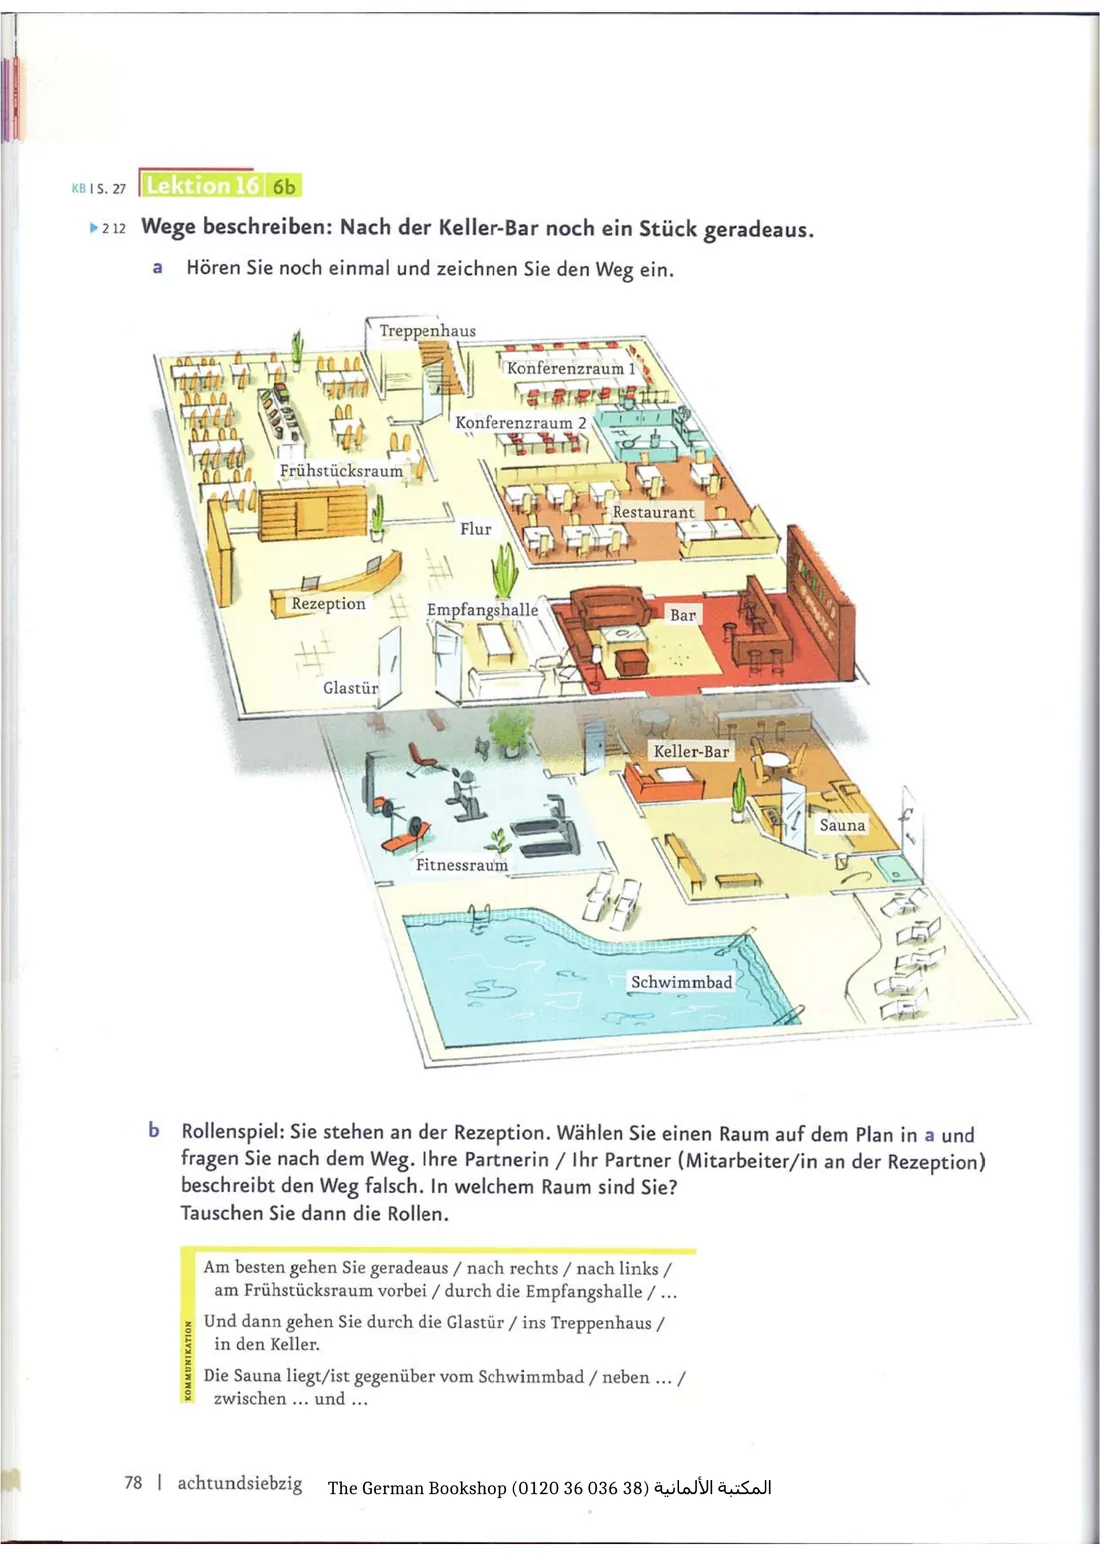 KB | S. 27 Lektion 16 6b
▶ 2 12 Wege beschreiben: Nach der Keller-Bar noch ein Stück geradeaus.
a Hören Sie noch einmal und zeichnen Sie den Weg ein.
Treppenhaus
Konferenzraum 1
Konferenzraum 2
Frühstücksraum
Restaurant
Flur
Rezeption
Empfangshalle
Bar
Glastür
Keller-Bar
Sauna
Fitnessraum
Schwimmbad
b Rollenspiel: Sie stehen an der Rezeption. Wählen Sie einen Raum auf dem Plan in a und
fragen Sie nach dem Weg. Ihre Partnerin / Ihr Partner (Mitarbeiter/in an der Rezeption)
beschreibt den Weg falsch. In welchem Raum sind Sie?
Tauschen Sie dann die Rollen.
KOMMUNIKATION
Am besten gehen Sie geradeaus / nach rechts / nach links /
am Frühstücksraum vorbei / durch die Empfangshalle / ...
Und dann gehen Sie durch die Glastür / ins Treppenhaus /
in den Keller.
Die Sauna liegt/ist gegenüber vom Schwimmbad / neben ... /
zwischen ... und ...
78 | achtundsiebzig The German Bookshop (0120 36 036 38) المكتبة الألمانية